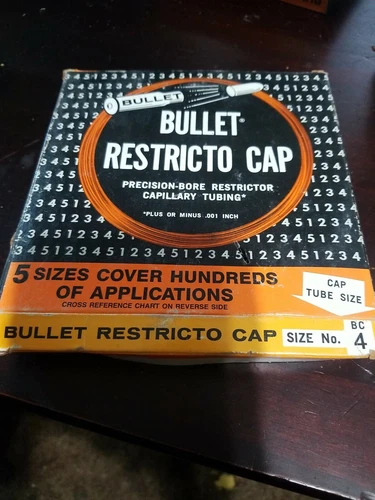 BULLET
BULLET®
RESTRICTO CAP
PRECISION-BORE RESTRICTOR
CAPILLARY TUBING*
*PLUS OR MINUS .001 INCH
5 SIZES COVER HUNDREDS
OF APPLICATIONS
CROSS REFERENCE CHART ON REVERSE SIDE
CAP
TUBE SIZE
BULLET RESTRICTO CAP SIZE No. BC 4